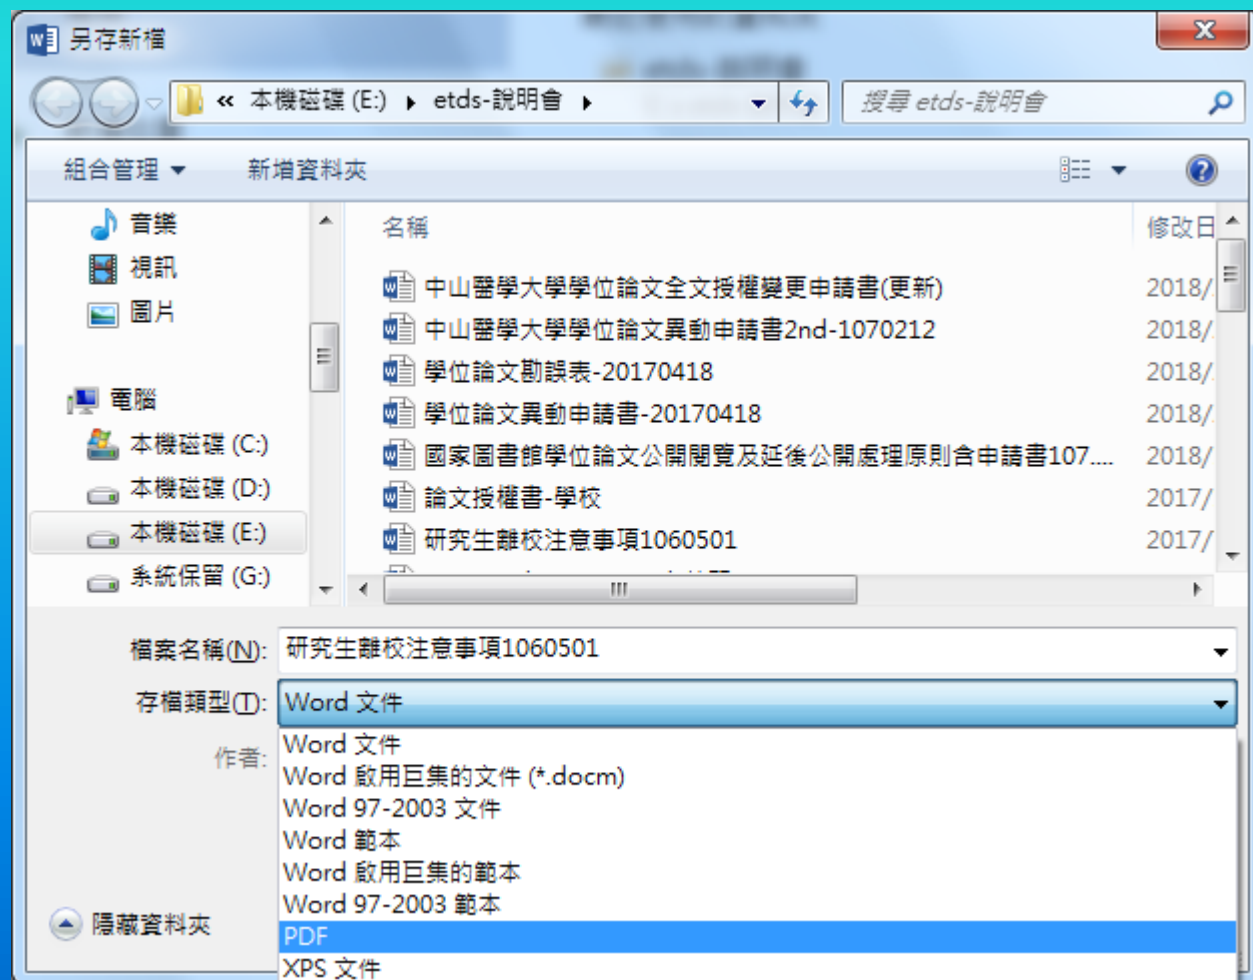 另存新檔
« 本機磁碟 (E:) ▸ etds-說明會 ▸
搜尋 etds-說明會
組合管理 新增資料夾
音樂
視訊
圖片
電腦
本機磁碟 (C:)
本機磁碟 (D:)
本機磁碟 (E:)
系統保留 (G:)
名稱 修改日
中山醫學大學學位論文全文授權變更申請書(更新) 2018/
中山醫學大學學位論文異動申請書2nd-1070212 2018/
學位論文勘誤表-20170418 2018/
學位論文異動申請書-20170418 2018/
國家圖書館學位論文公開閱覽及延後公開處理原則含申請書107.... 2018/
論文授權書-學校 2017/
研究生離校注意事項1060501 2017/
檔案名稱(N): 研究生離校注意事項1060501
存檔類型(T): Word 文件
作者:
Word 文件
Word 啟用巨集的文件 (*.docm)
Word 97-2003 文件
Word 範本
Word 啟用巨集的範本
Word 97-2003 範本
PDF
XPS 文件
隱藏資料夾